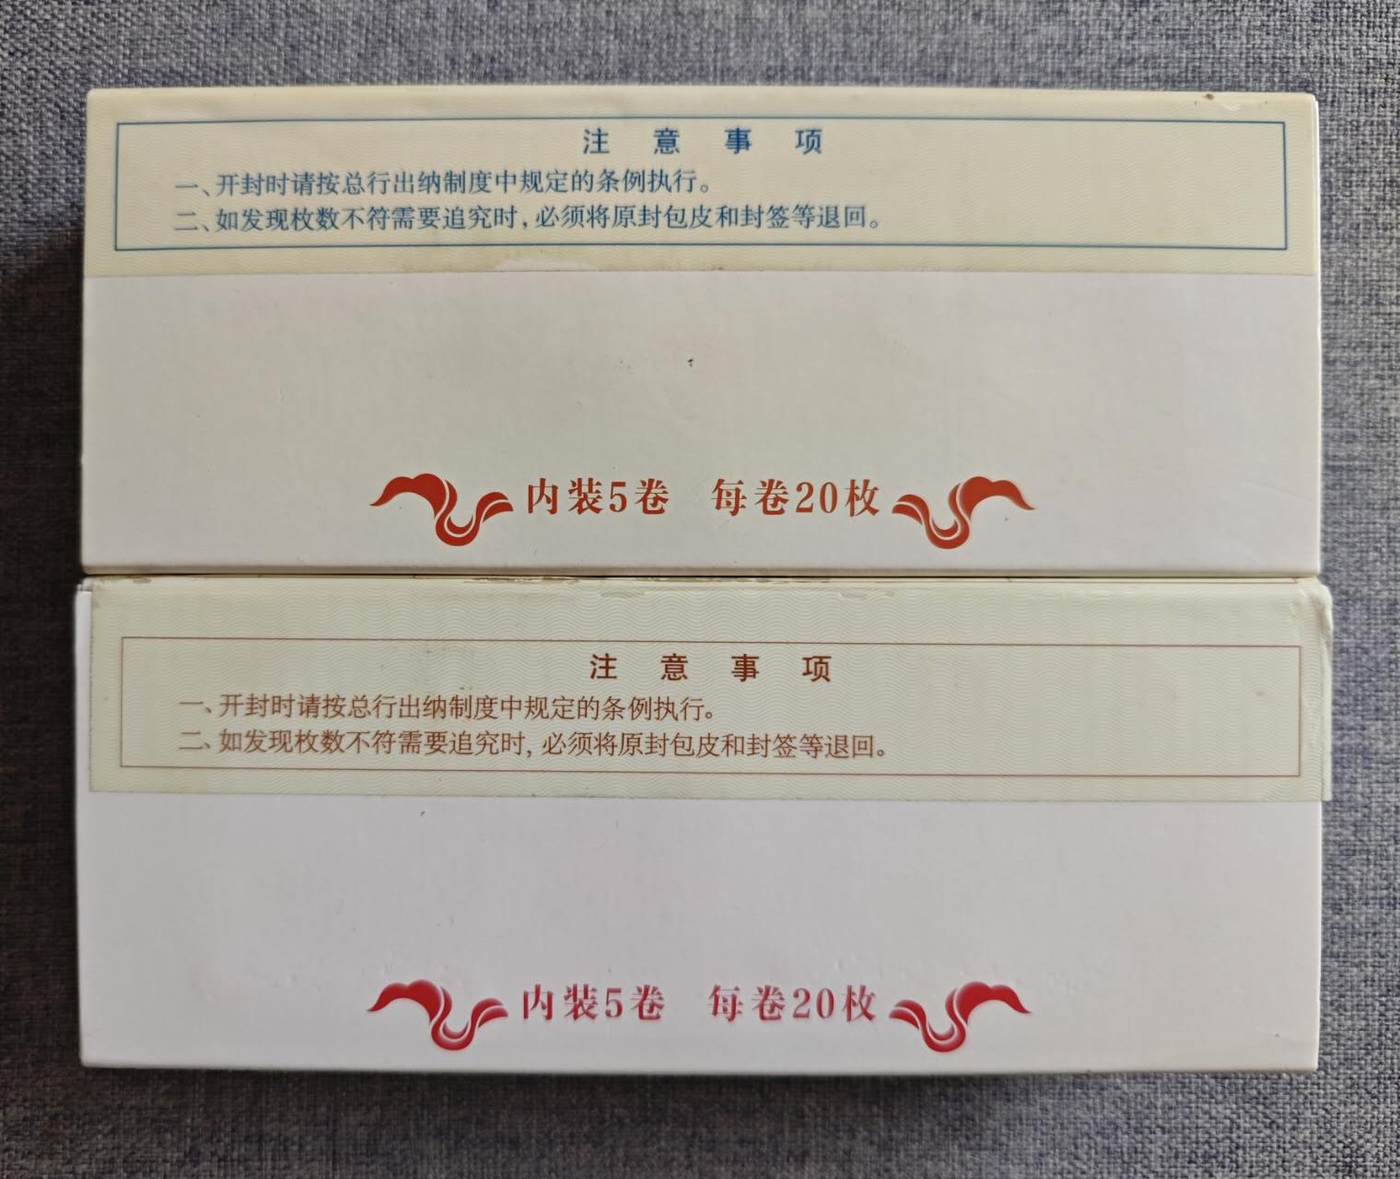 注意事项
一、开封时请按总行出纳制度中规定的条例执行。
二、如发现枚数不符需要追究时，必须将原封包皮和封签等退回。
内装5卷 每卷20枚
注意事项
一、开封时请按总行出纳制度中规定的条例执行。
二、如发现枚数不符需要追究时，必须将原封包皮和封签等退回。
内装5卷 每卷20枚